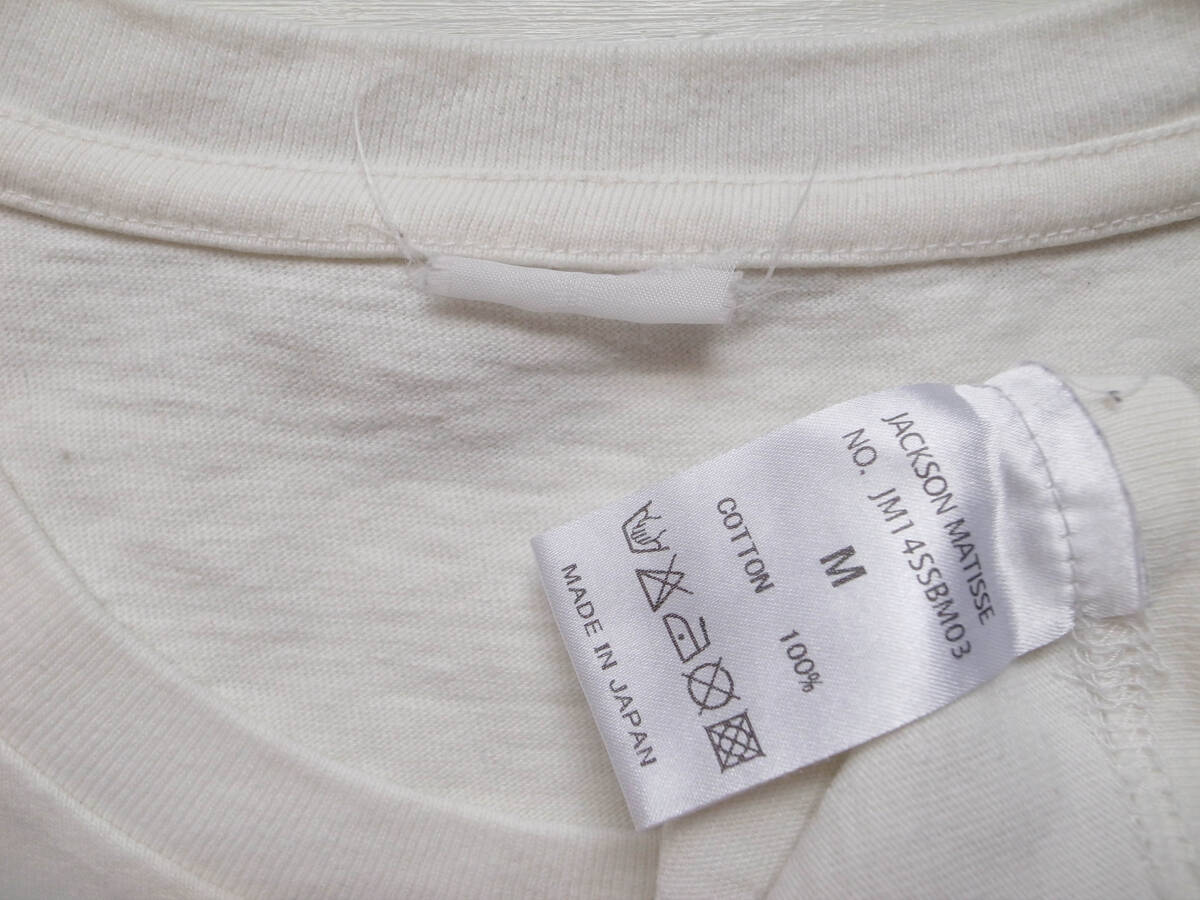 JACKSON MATISSE
NO. JM14SSBM03
M
COTTON 100%
MADE IN JAPAN